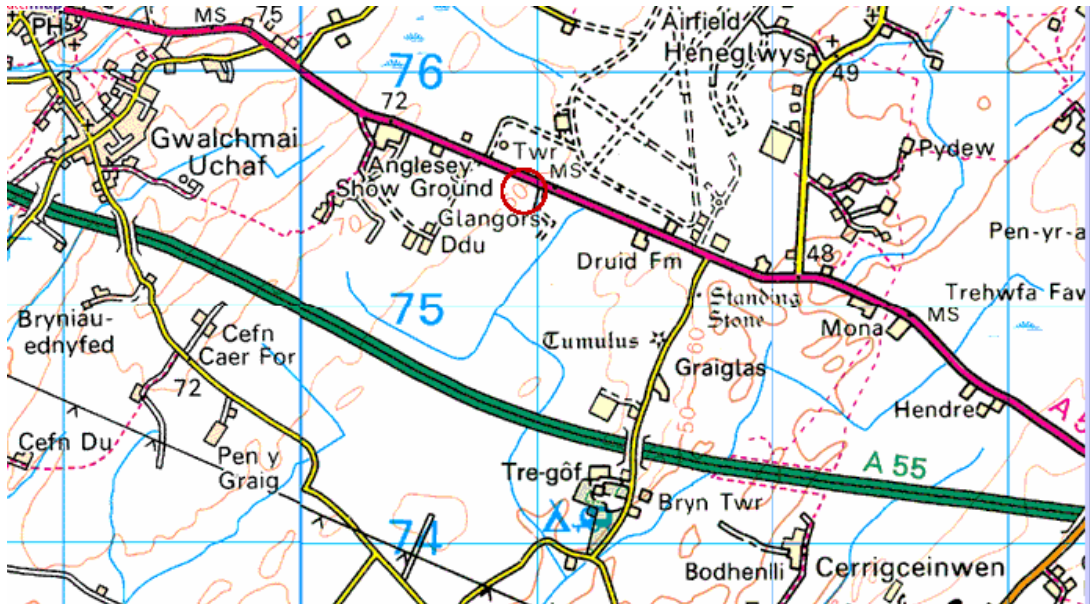 PH
MS
75
76
Airfield
Heneglwys
49
72
Gwalchmai
Uchaf
Twr
MS
Pydew
Anglesey
Show Ground
70
Glangors
Ddu
Pen-yr-a
Druid Fm
48
Standing
Stone
Trehwfa Faw
75
MS
Bryniau-
ednyfed
Cefn
Caer For
Tumulus
60
Mona
Graiglas
72
50
Hendre
A 5
Cefn Du
Pen y
Graig
Tre-gôf
A 55
Bryn Twr
74
Bodhenlli
Cerrigceinwen